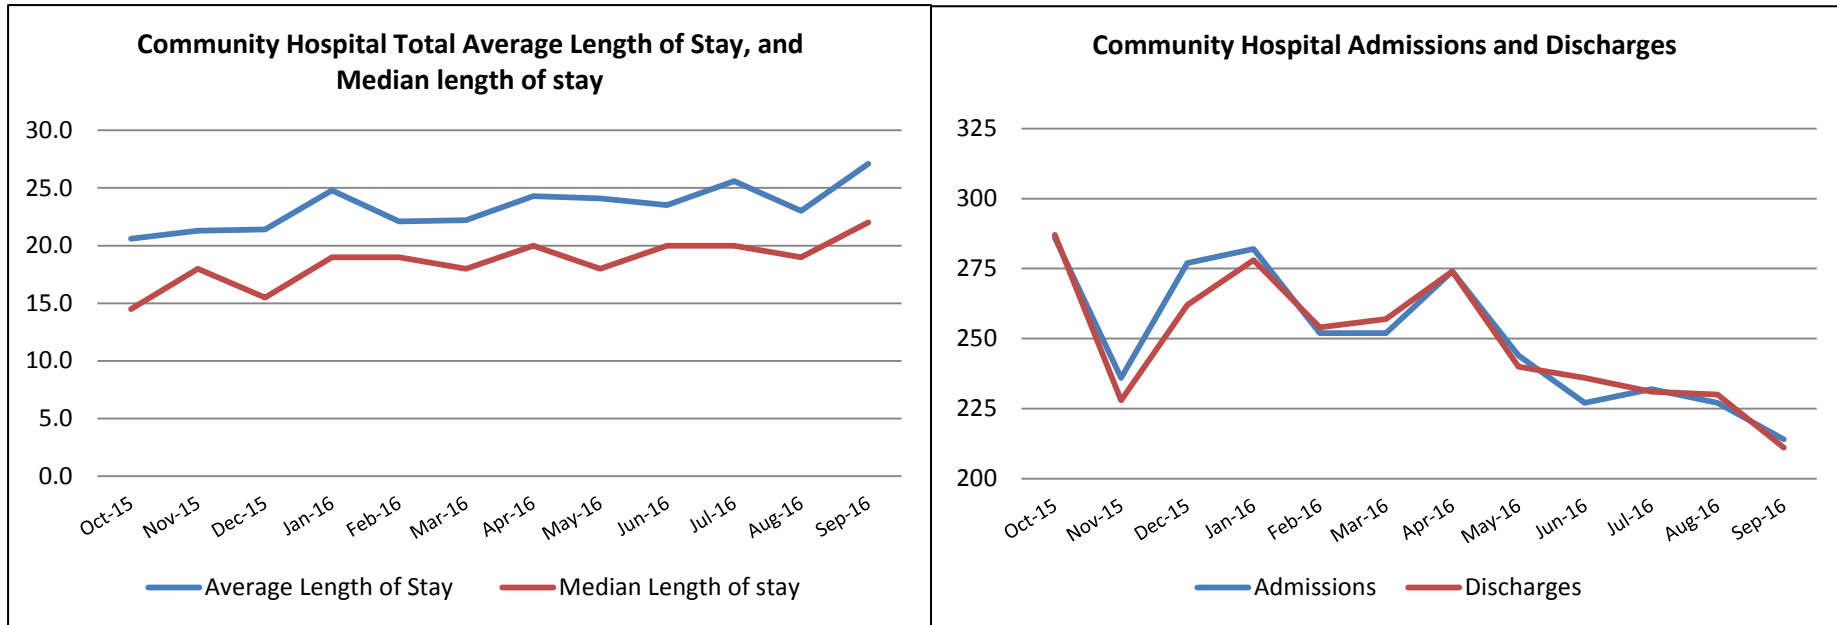 Community Hospital Total Average Length of Stay, and
Median length of stay
30.0
25.0
20.0
15.0
10.0
5.0
0.0
Oct-15
Nov-15
Dec-15
Jan-16
Feb-16
Mar-16
Apr-16
May-16
Jun-16
Jul-16
Aug-16
Sep-16
Average Length of Stay
Median Length of stay
Community Hospital Admissions and Discharges
325
300
275
250
225
200
Oct-15
Nov-15
Dec-15
Jan-16
Feb-16
Mar-16
Apr-16
May-16
Jun-16
Jul-16
Aug-16
Sep-16
Admissions
Discharges